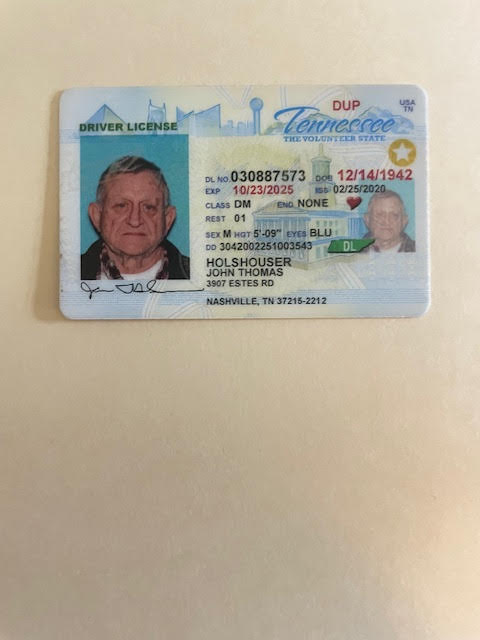 DUP
USA
TN
DRIVER LICENSE
Tennessee
THE VOLUNTEER STATE
DL NO. 030887573 DOB 12/14/1942
EXP 10/23/2025 ISS 02/25/2020
CLASS DM END NONE
REST 01
SEX M HGT 5'-09" EYES BLU
DD 3042002251003543
DL
HOLSHOUSER
JOHN THOMAS
3907 ESTES RD
NASHVILLE, TN 37215-2212